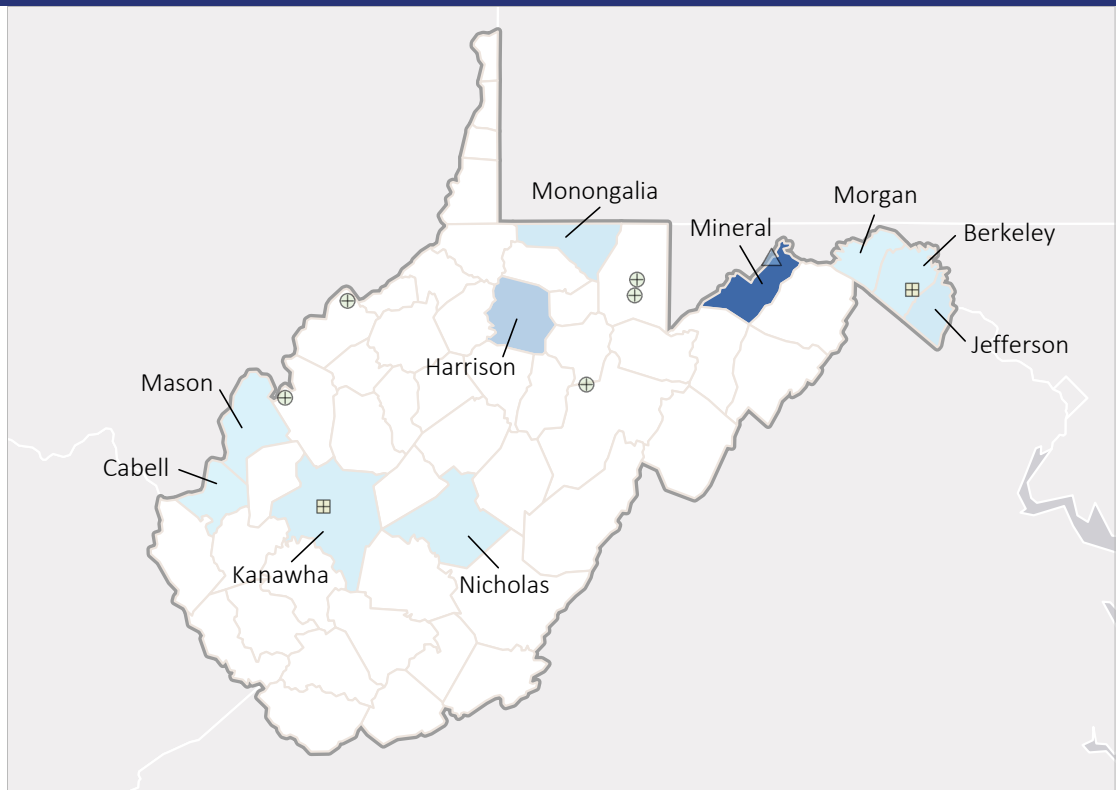 Monongalia
Morgan
Mineral
Berkeley
Jefferson
Harrison
Mason
Cabell
Kanawha
Nicholas